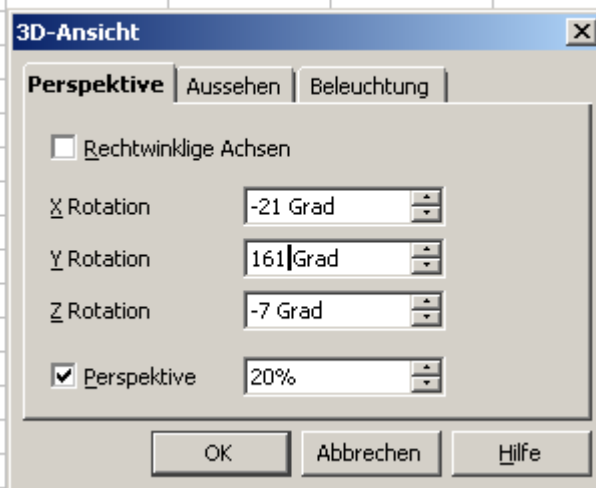 3D-Ansicht
Perspektive Aussehen Beleuchtung
Rechtwinklige Achsen
X Rotation -21 Grad
Y Rotation 161 Grad
Z Rotation -7 Grad
Perspektive 20%
OK Abbrechen Hilfe